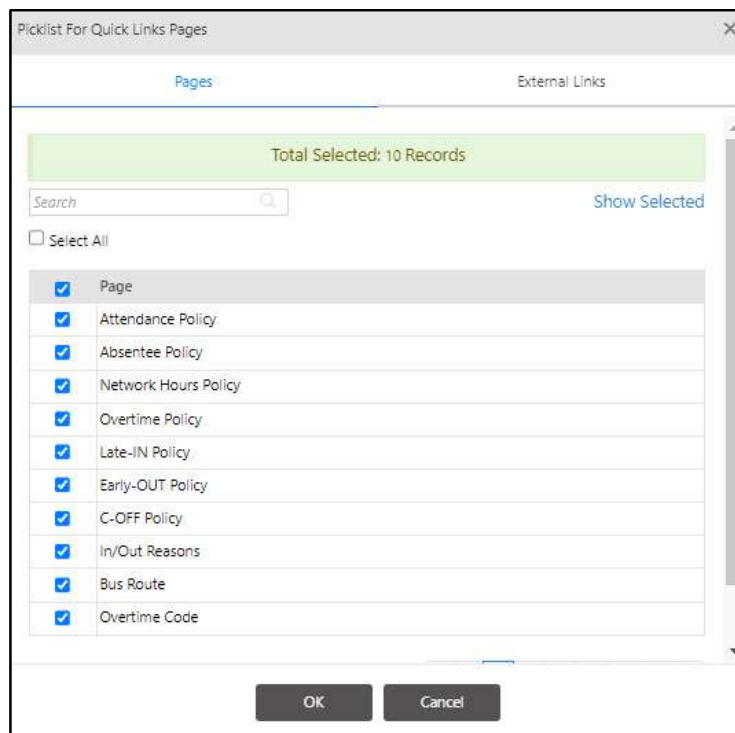 Picklist For Quick Links Pages
Pages External Links
Total Selected: 10 Records
Search Show Selected
Select All
Page
Attendance Policy
Absentee Policy
Network Hours Policy
Overtime Policy
Late-IN Policy
Early-OUT Policy
C-OFF Policy
In/Out Reasons
Bus Route
Overtime Code
OK Cancel